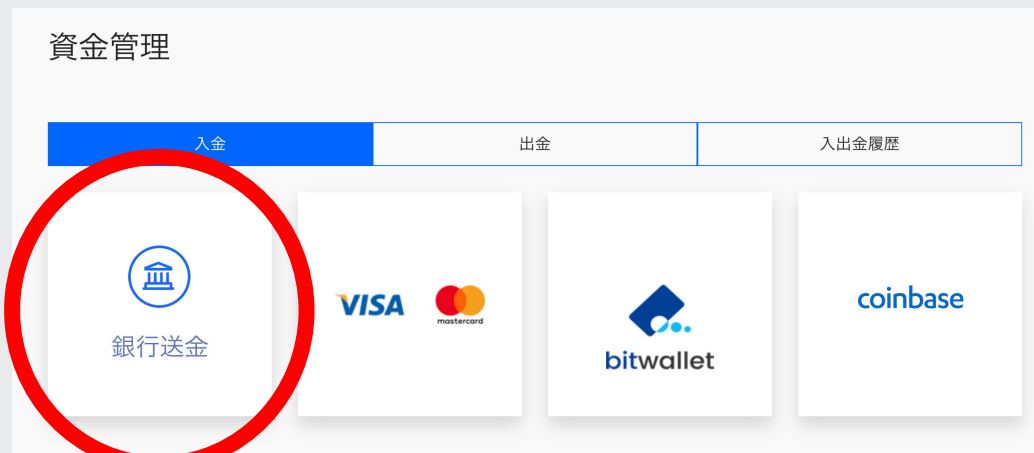 資金管理
入金
出金
入出金履歴
銀行送金
VISA
mastercard
bitwallet
coinbase